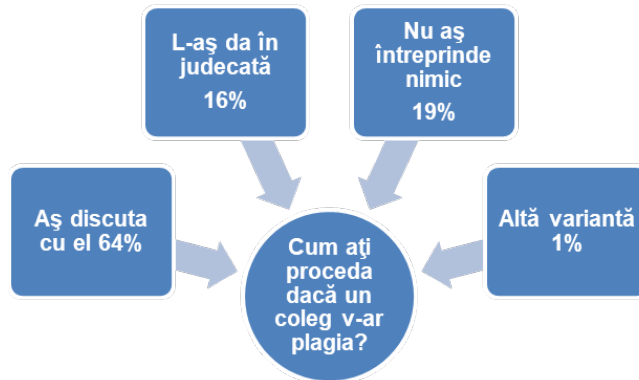 L-aş da în
judecată
16%
Nu aş
întreprinde
nimic
19%
Aş discuta
cu el 64%
Altă variantă
1%
Cum aţi
proceda
dacă un
coleg v-ar
plagia?